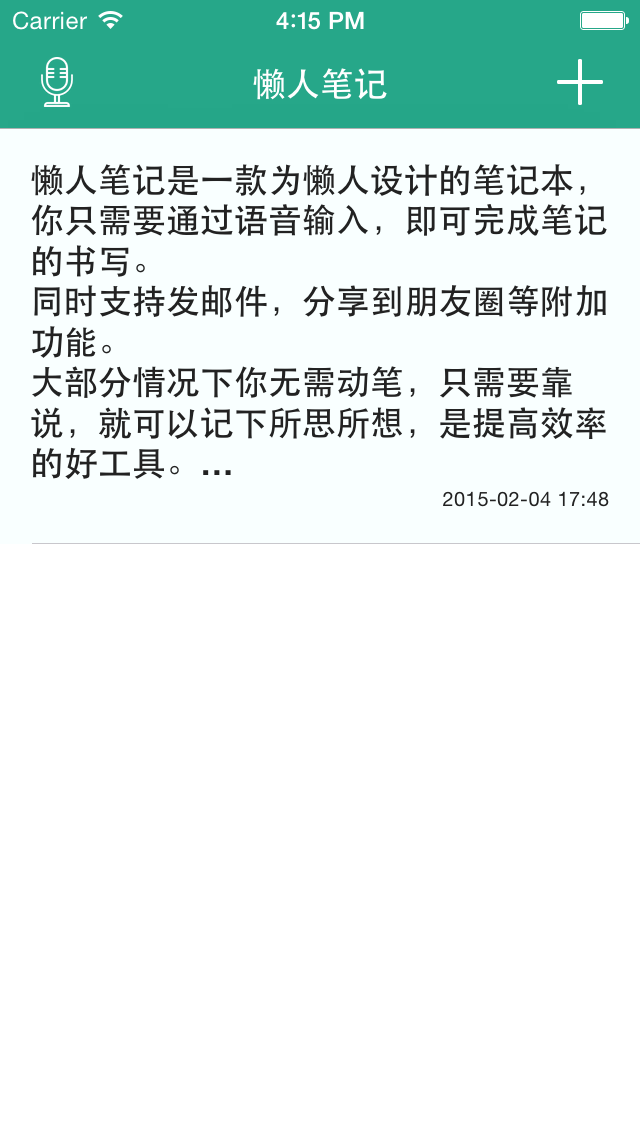 Carrier 4:15 PM
懒人笔记
懒人笔记是一款为懒人设计的笔记本，
你只需要通过语音输入，即可完成笔记
的书写。
同时支持发邮件，分享到朋友圈等附加
功能。
大部分情况下你无需动笔，只需要靠
说，就可以记下所思所想，是提高效率
的好工具。...
2015-02-04 17:48